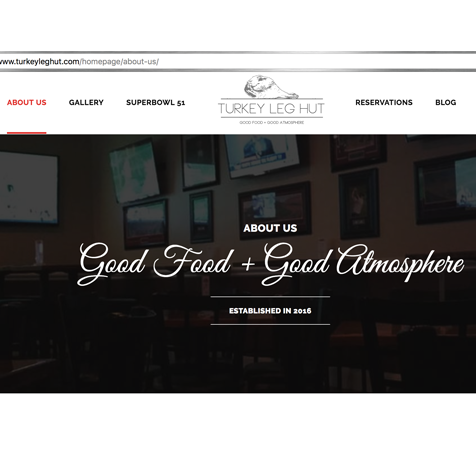 www.turkeyleghut.com/homepage/about-us/
ABOUT US GALLERY SUPERBOWL 51 TURKEY LEG HUT RESERVATIONS BLOG
GOOD FOOD + GOOD ATMOSPHERE
ABOUT US
Good Food + Good Atmosphere
ESTABLISHED IN 2016